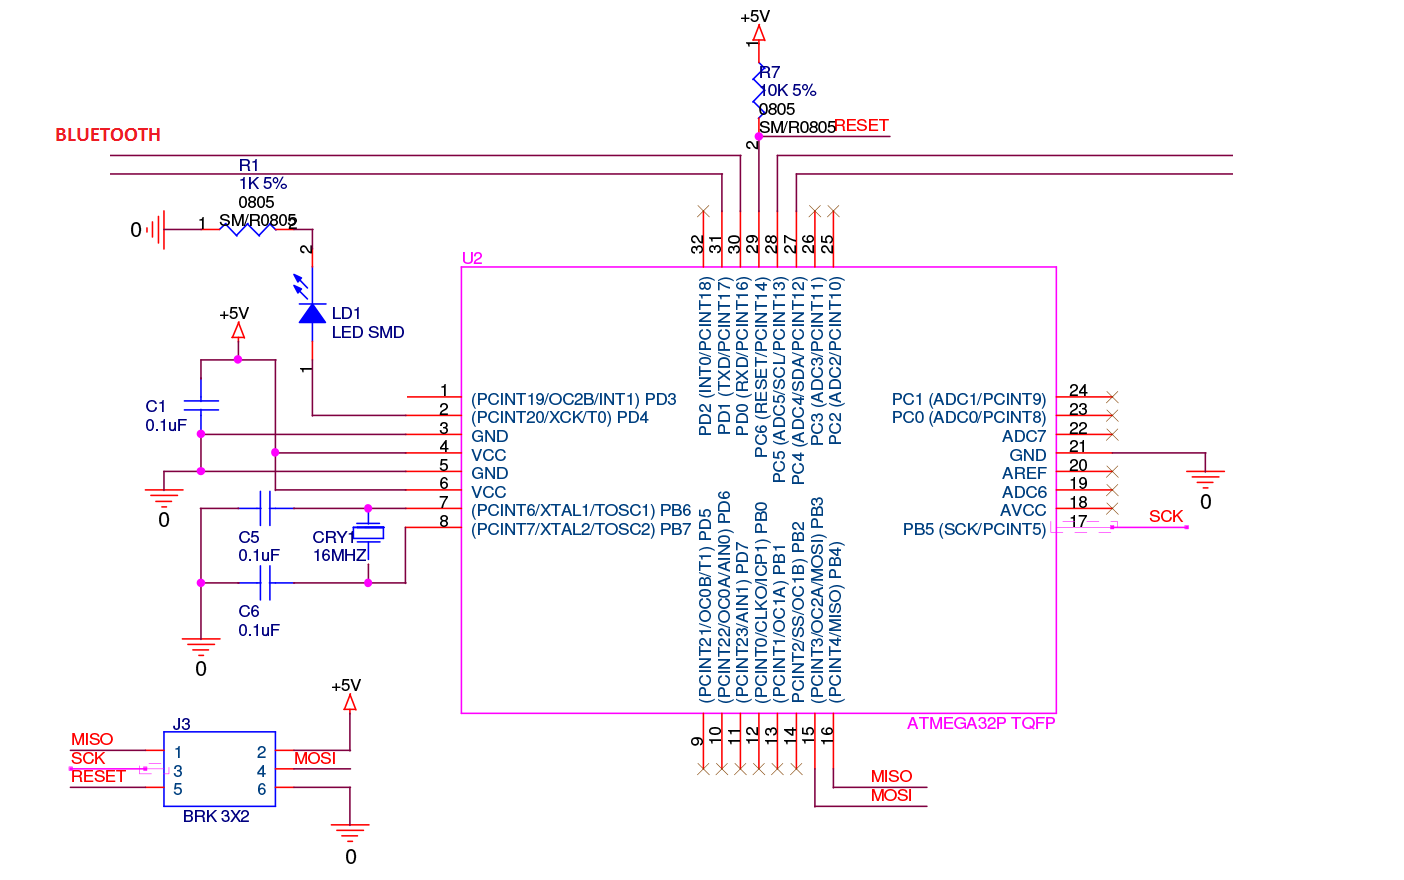 +5V
1
R7
10K 5%
0805
SM/R0805
RESET
2
BLUETOOTH
R1
1K 5%
0805
SM/R0805
0
1
2
2
LD1
LED SMD
1
+5V
C1
0.1uF
0
C5
0.1uF
CRY1
16MHZ
C6
0.1uF
0
U2
32
31
30
29
28
27
26
25
PD2 (INT0/PCINT18)
PD1 (TXD/PCINT17)
PD0 (RXD/PCINT16)
PC6 (RESET/PCINT14)
PC5 (ADC5/SCL/PCINT13)
PC4 (ADC4/SDA/PCINT12)
PC3 (ADC3/PCINT11)
PC2 (ADC2/PCINT10)
1 (PCINT19/OC2B/INT1) PD3
2 (PCINT20/XCK/T0) PD4
3 GND
4 VCC
5 GND
6 VCC
7 (PCINT6/XTAL1/TOSC1) PB6
8 (PCINT7/XTAL2/TOSC2) PB7
PC1 (ADC1/PCINT9) 24
PC0 (ADC0/PCINT8) 23
ADC7 22
GND 21
AREF 20
ADC6 19
AVCC 18
PB5 (SCK/PCINT5) 17
SCK
0
(PCINT21/OC0B/T1) PD5
(PCINT22/OC0A/AIN0) PD6
(PCINT23/AIN1) PD7
(PCINT0/CLKO/ICP1) PB0
(PCINT1/OC1A) PB1
(PCINT2/SS/OC1B) PB2
(PCINT3/OC2A/MOSI) PB3
(PCINT4/MISO) PB4)
9
10
11
12
13
14
15
16
ATMEGA32P TQFP
MISO
MOSI
+5V
J3
MISO
SCK
RESET
1
3
5
2
4
6
MOSI
BRK 3X2
0